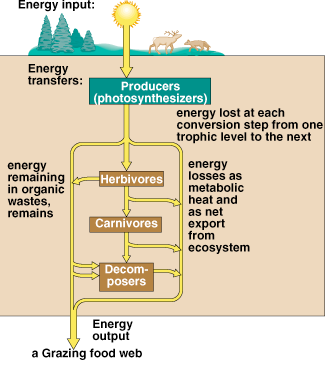 Energy input:
Energy
transfers:
Producers
(photosynthesizers)
energy lost at each
conversion step from one
trophic level to the next
energy
remaining
in organic
wastes,
remains
Herbivores
Carnivores
Decom-
posers
energy
losses as
metabolic
heat and
as net
export
from
ecosystem
Energy
output
a Grazing food web